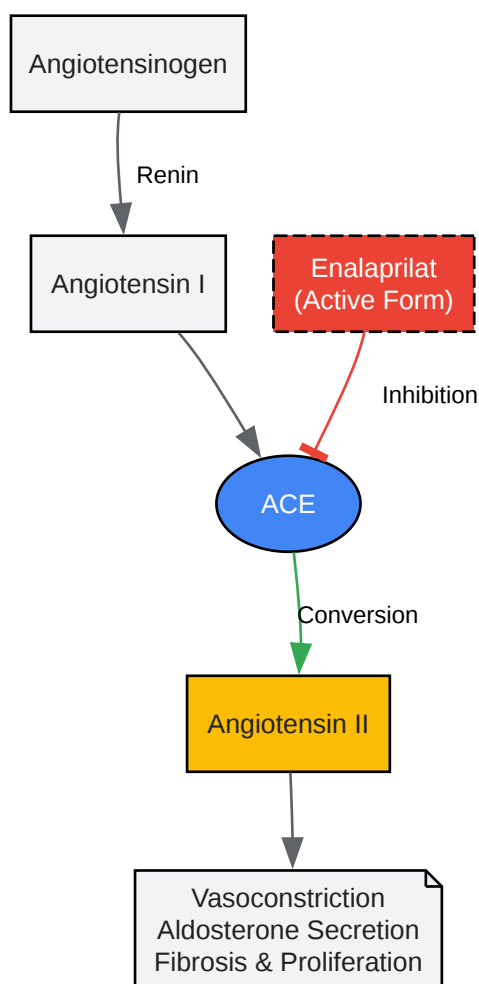 Angiotensinogen
Renin
Angiotensin I
Enalaprilat
(Active Form)
Inhibition
ACE
Conversion
Angiotensin II
Vasoconstriction
Aldosterone Secretion
Fibrosis & Proliferation